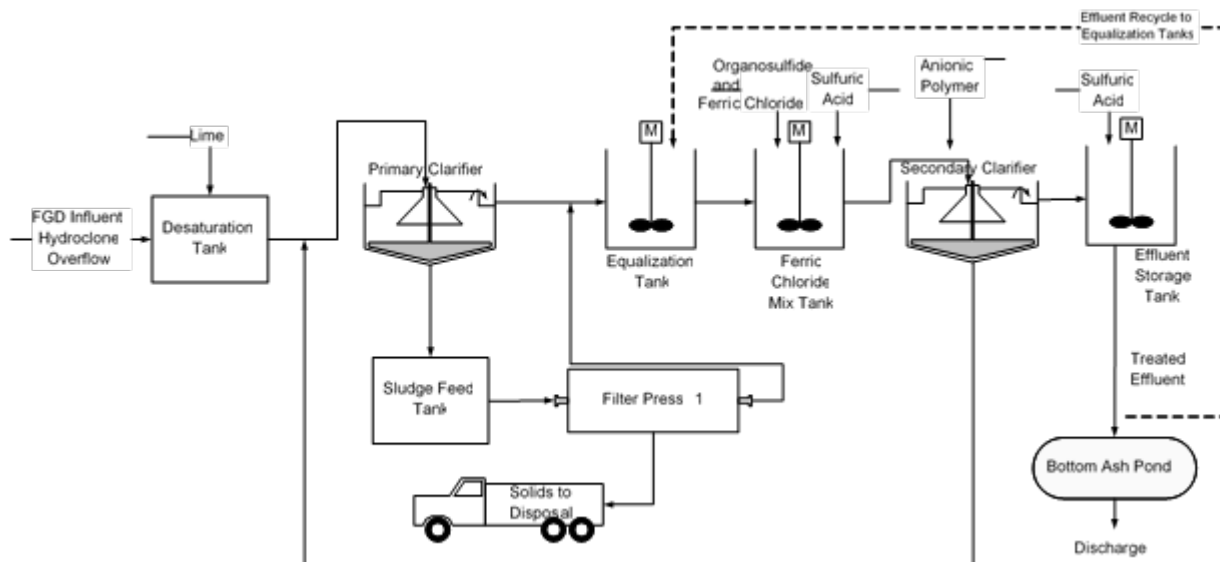 Effluent Recycle to
Equalization Tanks
Organosulfide
and
Ferric Chloride
Sulfuric
Acid
Anionic
Polymer
Sulfuric
Acid
Lime
M
M
M
Primary Clarifier
Secondary Clarifier
FGD Influent
Hydroclone
Overflow
Desaturation
Tank
Equalization
Tank
Ferric
Chloride
Mix Tank
Effluent
Storage
Tank
Treated
Effluent
Sludge Feed
Tank
Filter Press 1
Bottom Ash Pond
Solids to
Disposal
Discharge